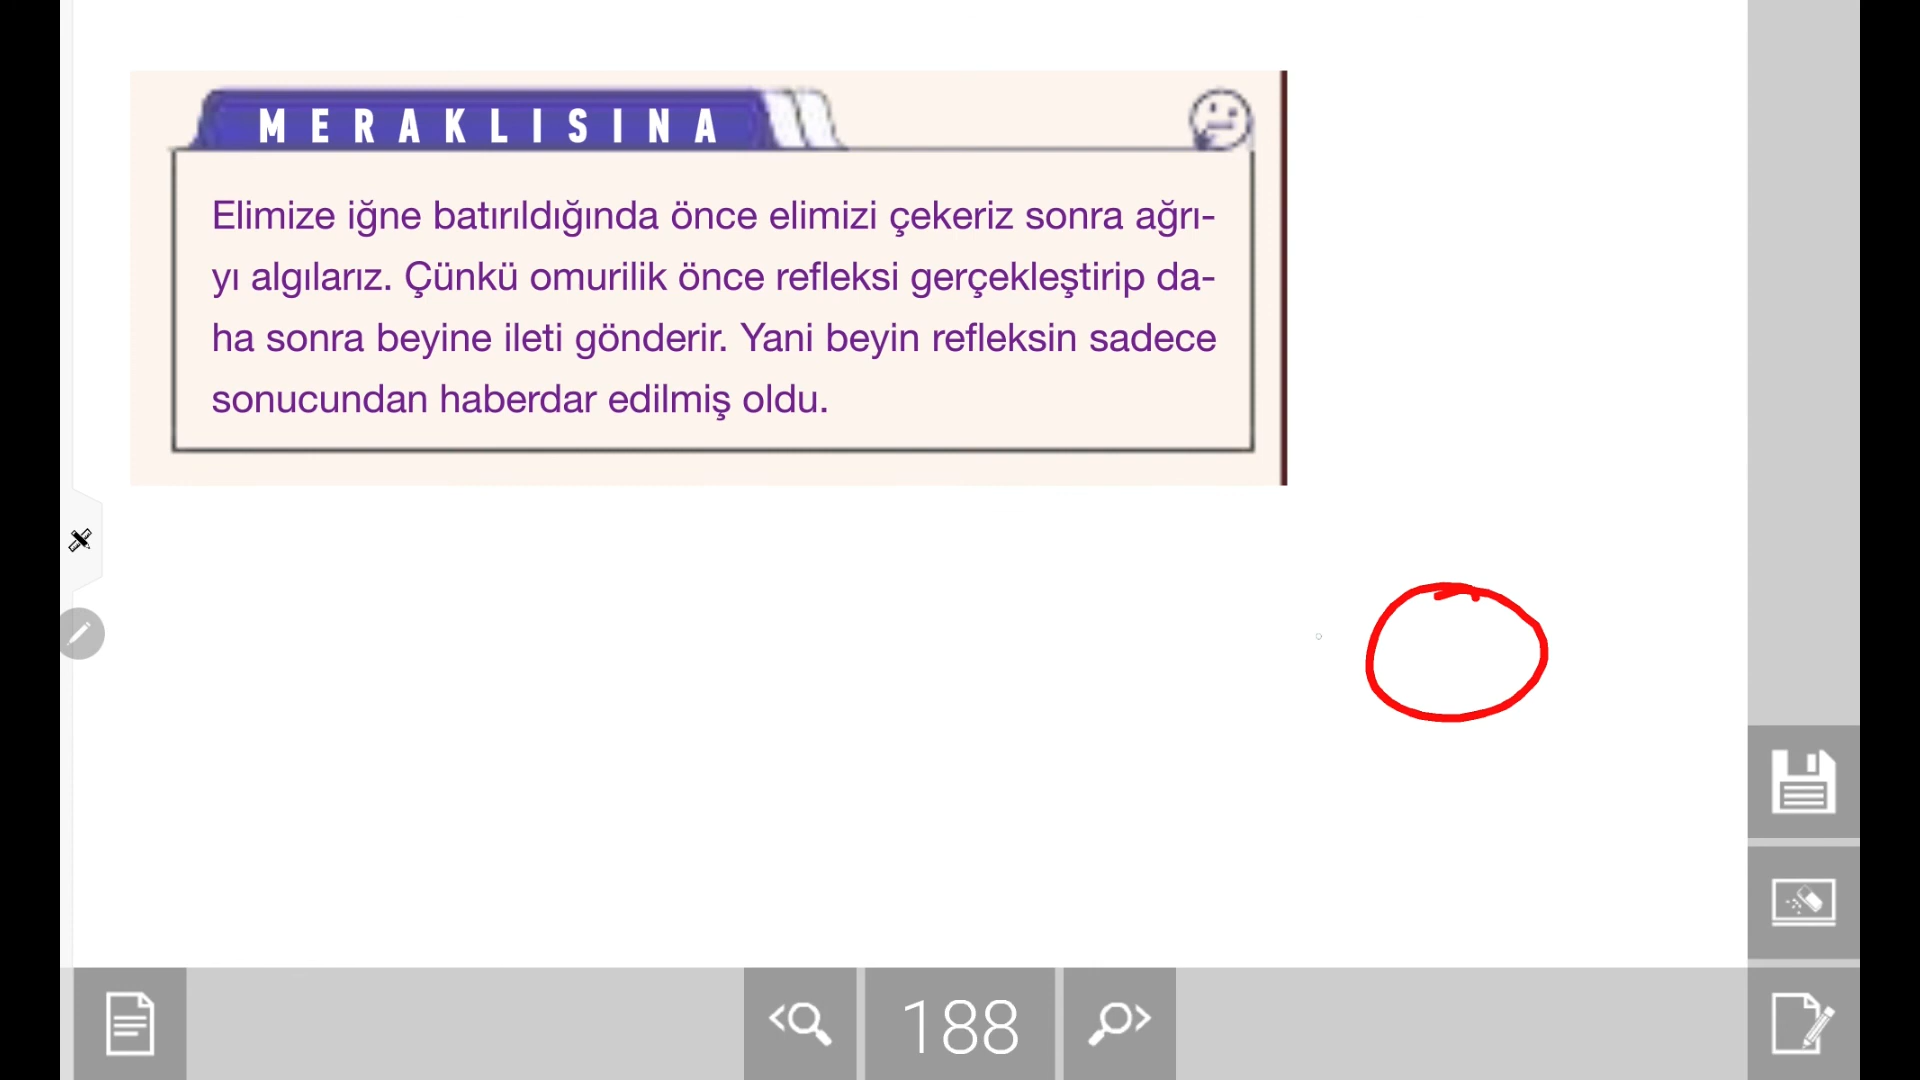 MERAKLISINA
Elimize iğne batırıldığında önce elimizi çekeriz sonra ağrı-
yı algılarız. Çünkü omurilik önce refleksi gerçekleştirip da-
ha sonra beyine ileti gönderir. Yani beyin refleksin sadece
sonucundan haberdar edilmiş oldu.
188